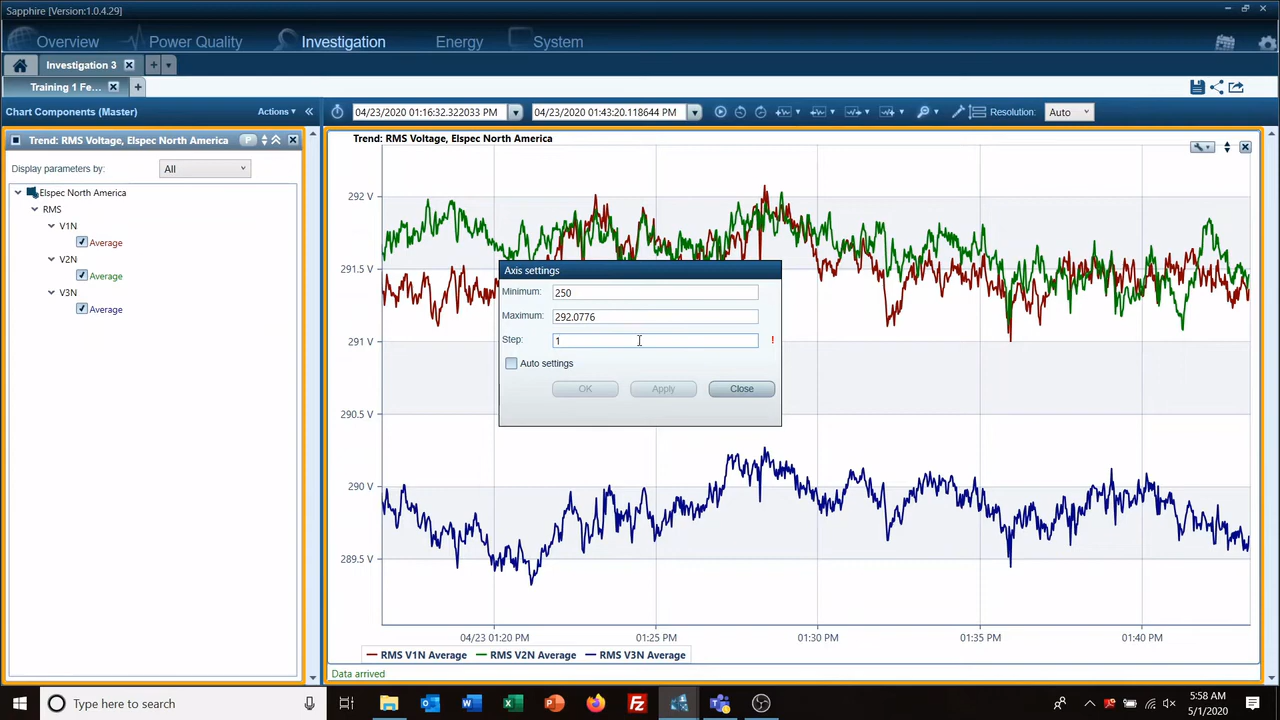 Sapphire [Version:1.0.4.29]
Overview Power Quality Investigation Energy System
Investigation 3
Training 1 Fe...
Chart Components (Master) Actions
04/23/2020 01:16:32.322033 PM 04/23/2020 01:43:20.118644 PM Resolution: Auto
Trend: RMS Voltage, Elspec North America P
Display parameters by: All
Elspec North America
RMS
V1N
Average
V2N
Average
V3N
Average
Trend: RMS Voltage, Elspec North America
292 V
291.5 V
291 V
290.5 V
290 V
289.5 V
Axis settings
Minimum: 250
Maximum: 292.0776
Step: 1 !
Auto settings
OK Apply Close
04/23 01:20 PM 01:25 PM 01:30 PM 01:35 PM 01:40 PM
RMS V1N Average RMS V2N Average RMS V3N Average
Data arrived
Type here to search
5:58 AM
5/1/2020